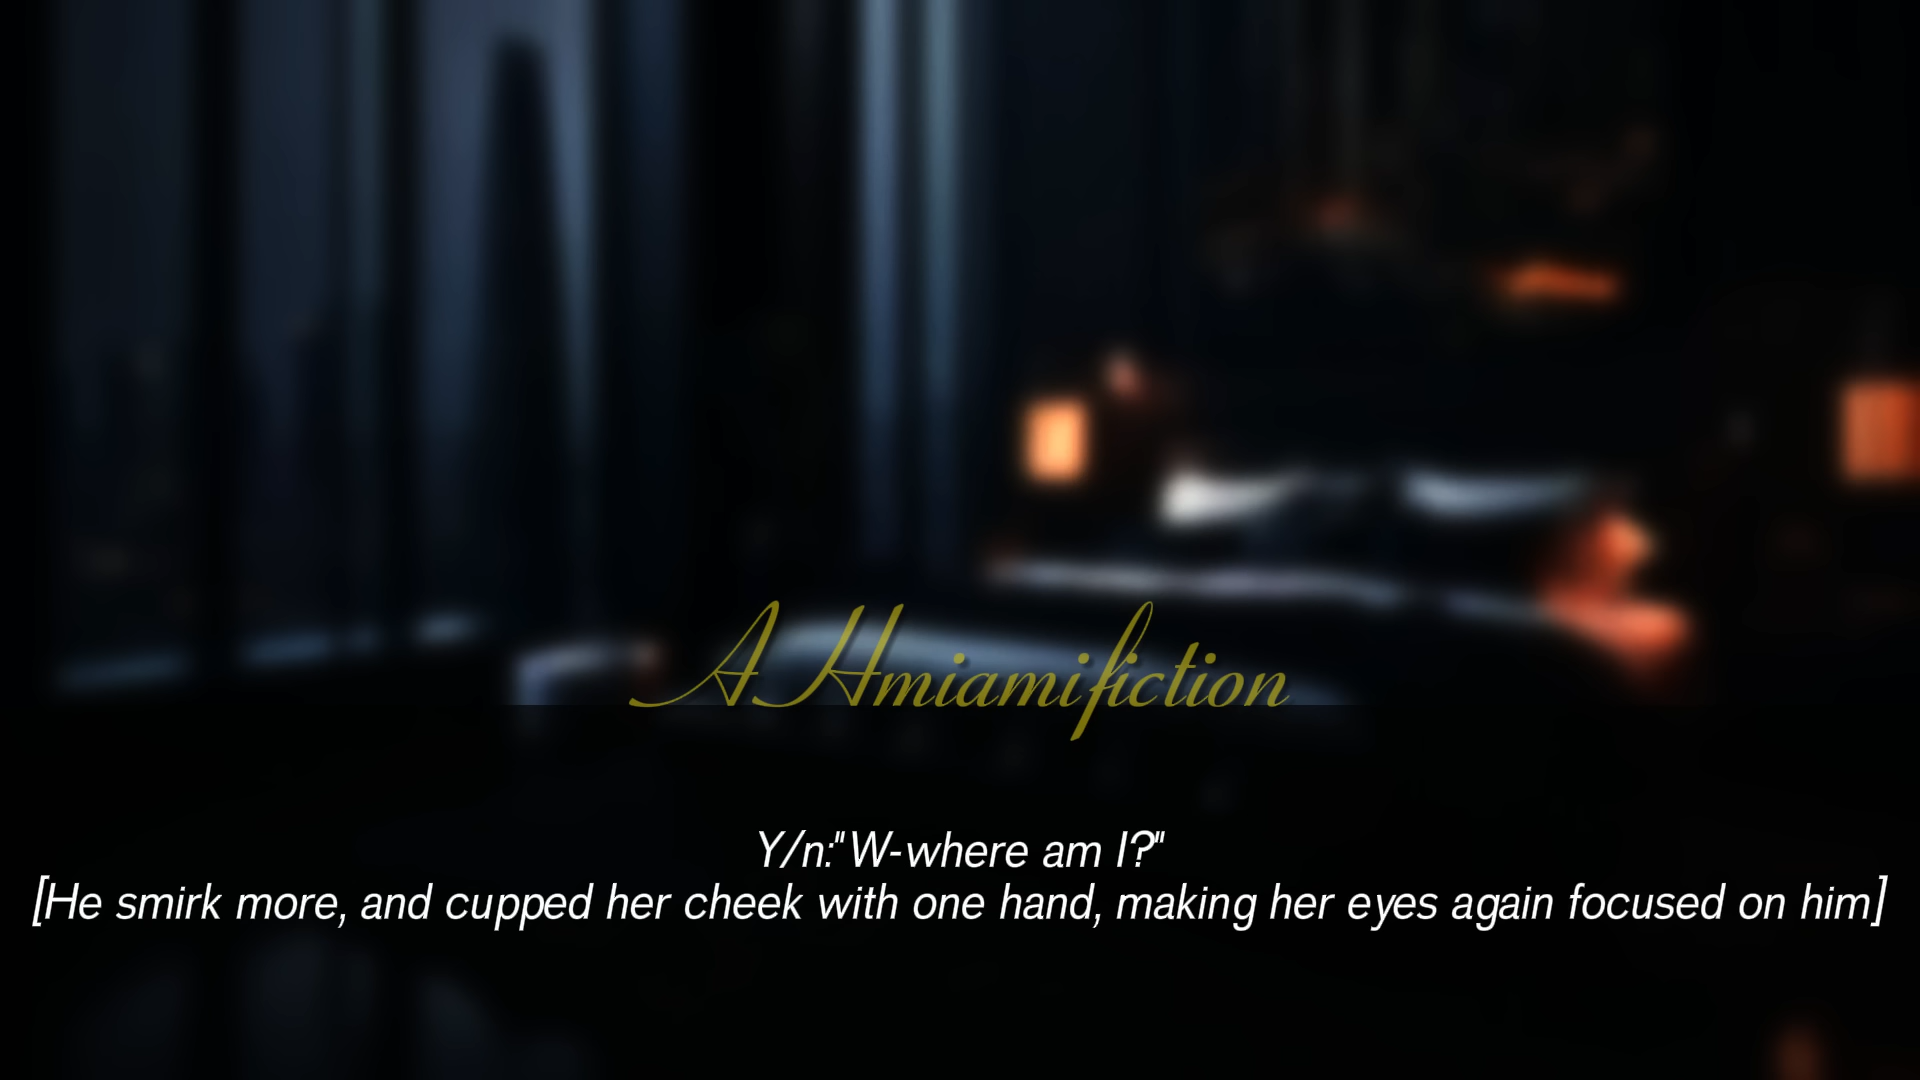 A Hmiamifiction
Y/n:"W-where am I?"
[He smirk more, and cupped her cheek with one hand, making her eyes again focused on him]